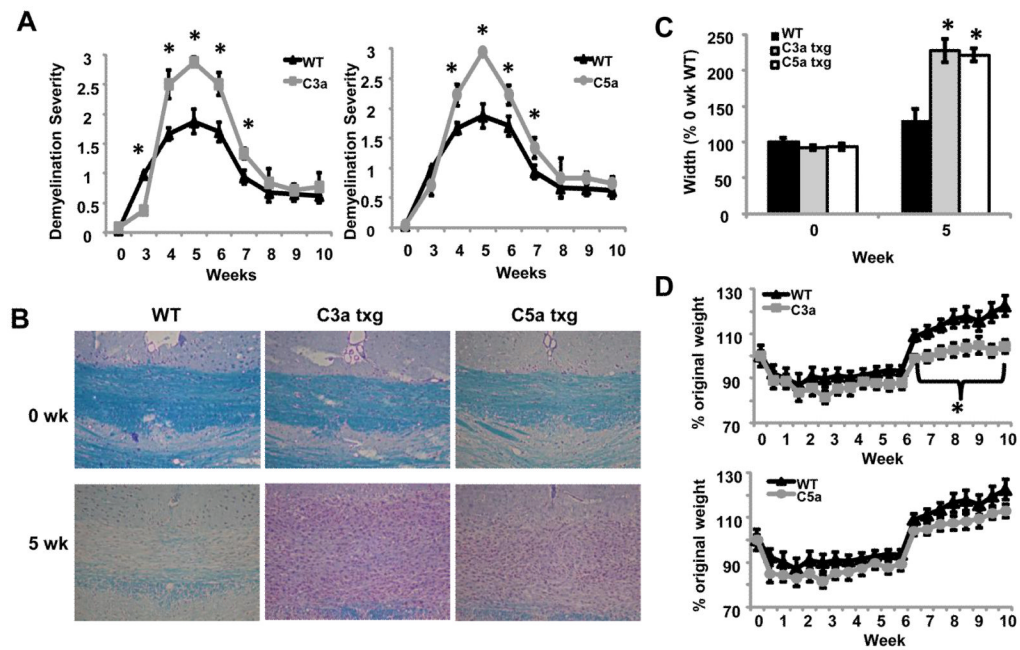 A
Demyelination Severity
3
2.5
2
1.5
1
0.5
0
* * * * *
WT
C3a
0 3 4 5 6 7 8 9 10
Weeks
Demyelination Severity
3
2.5
2
1.5
1
0.5
0
* * * *
WT
C5a
0 3 4 5 6 7 8 9 10
Weeks
B
WT C3a txg C5a txg
0 wk
5 wk
C
Width (% 0 wk WT)
250
200
150
100
50
0
WT
C3a txg
C5a txg
* *
0 5
Week
D
% original weight
130
110
90
70
WT
C3a
*
0 1 2 3 4 5 6 7 8 9 10
Week
% original weight
130
110
90
70
WT
C5a
0 1 2 3 4 5 6 7 8 9 10
Week